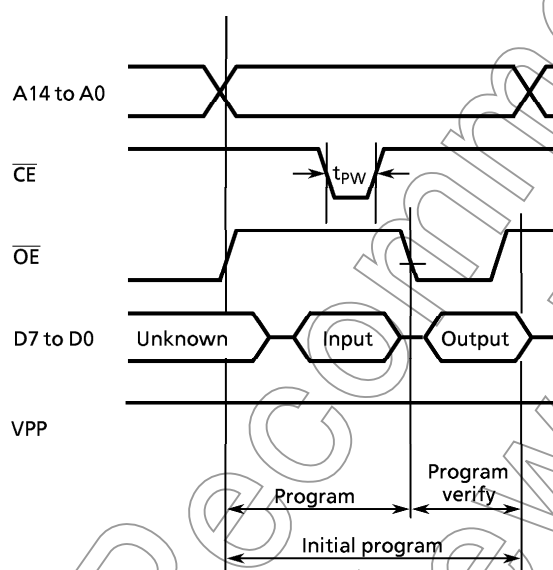 A14 to A0
CE
tPW
OE
D7 to D0
Unknown
Input
Output
VPP
Program
Program
verify
Initial program